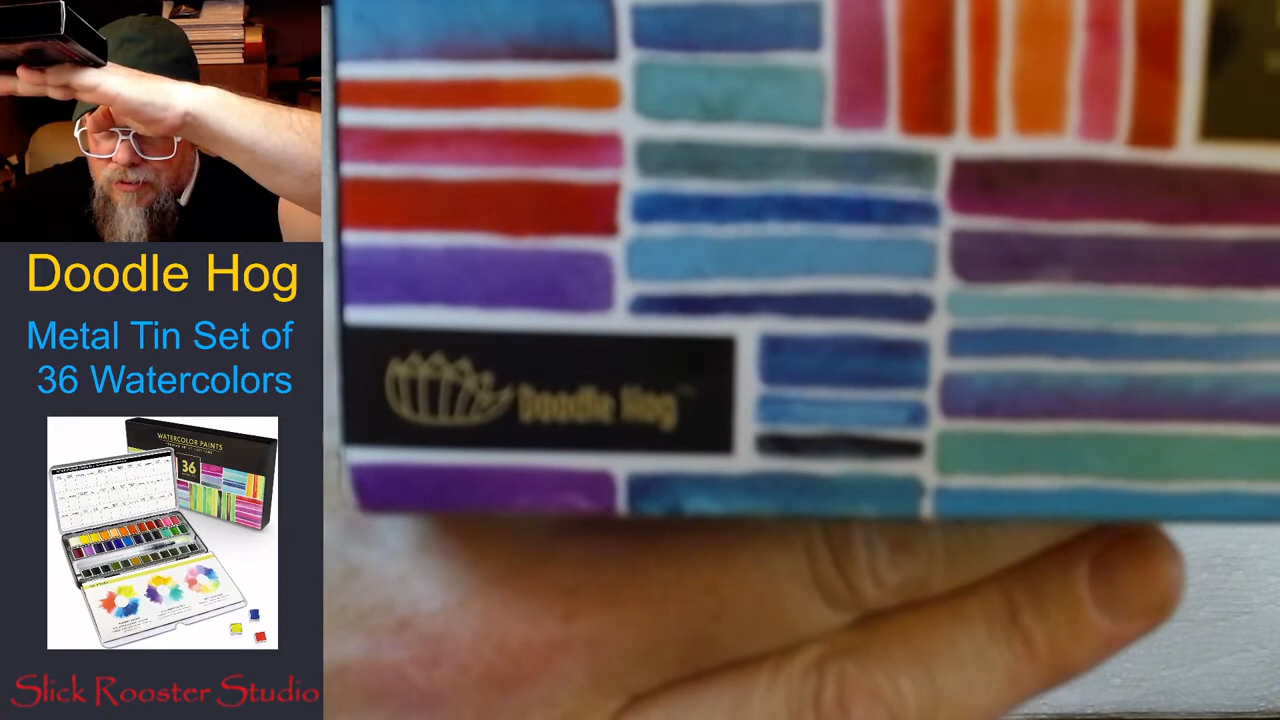 Doodle Hog
Metal Tin Set of
36 Watercolors
WATERCOLOR PAINTS
36
Slick Rooster Studio
Doodle Hog